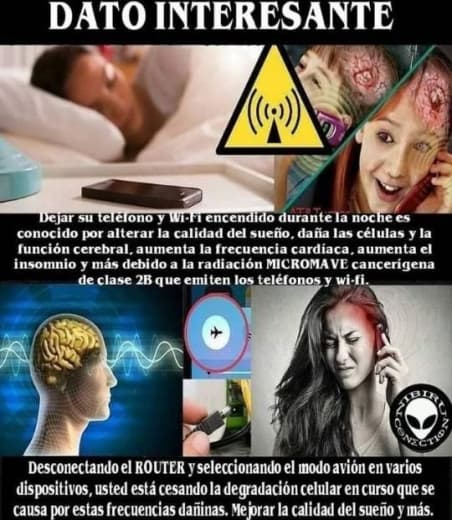 DATO INTERESANTE
AT&T
Dejar su teléfono y Wi-Fi encendido durante la noche es
conocido por alterar la calidad del sueño, daña las células y la
función cerebral, aumenta la frecuencia cardíaca, aumenta el
insomnio y más debido a la radiación MICROMAVE cancerígena
de clase 2B que emiten los teléfonos y wi-fi.
NIBIRU
CONECTION
Desconectando el ROUTER y seleccionando el modo avión en varios
dispositivos, usted está cesando la degradación celular en curso que se
causa por estas frecuencias dañinas. Mejorar la calidad del sueño y más.